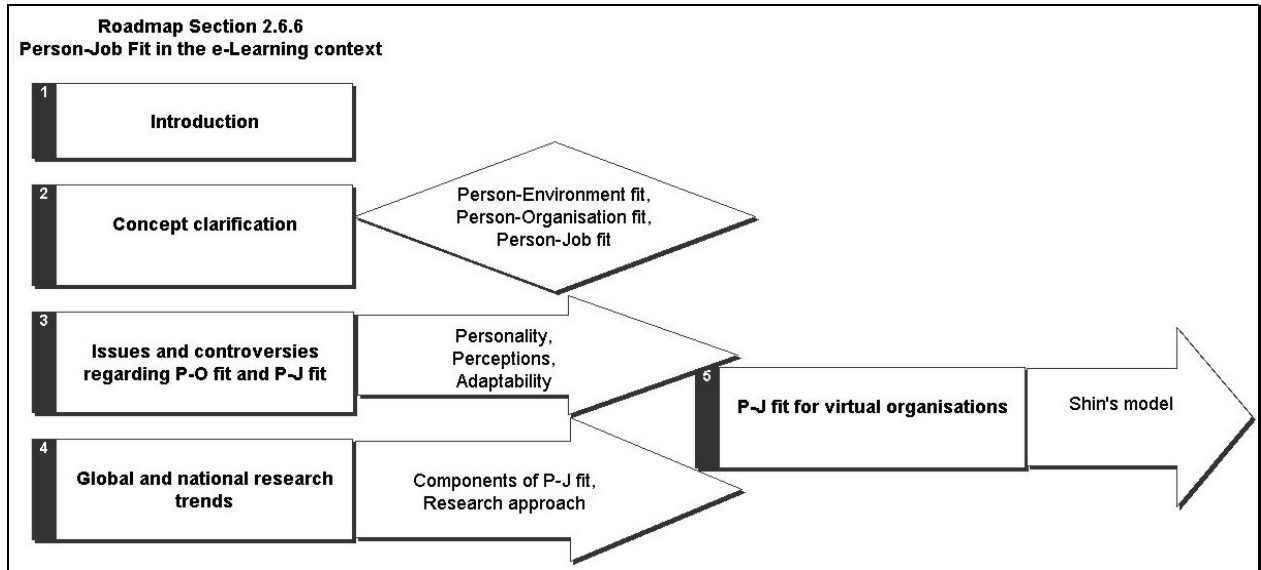 Roadmap Section 2.6.6
Person-Job Fit in the e-Learning context
1
Introduction
2
Concept clarification
Person-Environment fit,
Person-Organisation fit,
Person-Job fit
3
Issues and controversies
regarding P-O fit and P-J fit
Personality,
Perceptions,
Adaptability
4
Global and national research
trends
Components of P-J fit,
Research approach
5
P-J fit for virtual organisations
Shin's model